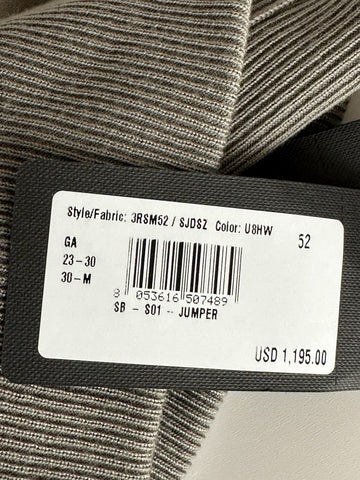 Style/Fabric: 3RSM52 / SJDSZ Color: U8HW 52
GA
23-30
30-M
8 053616 507489
SB - S01 - JUMPER
USD 1,195.00